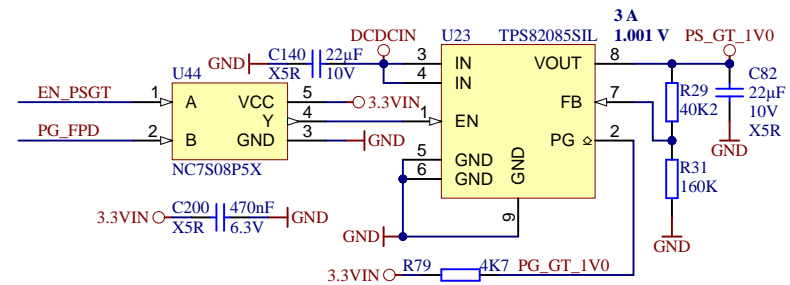 3 A
1.001 V
DCDCIN
U23
TPS82085SIL
PS_GT_1V0
GND
C140
22µF
X5R
10V
3
IN
4
IN
VOUT
8
U44
EN_PSGT
1
A
VCC
5
3.3VIN
Y
4
1
EN
FB
7
R29
40K2
C82
22µF
10V
X5R
GND
PG_FPD
2
B
GND
3
GND
PG
2
NC7S08P5X
5
GND
6
GND
GND
9
R31
160K
GND
3.3VIN
C200
470nF
X5R
6.3V
GND
GND
3.3VIN
R79
4K7
PG_GT_1V0